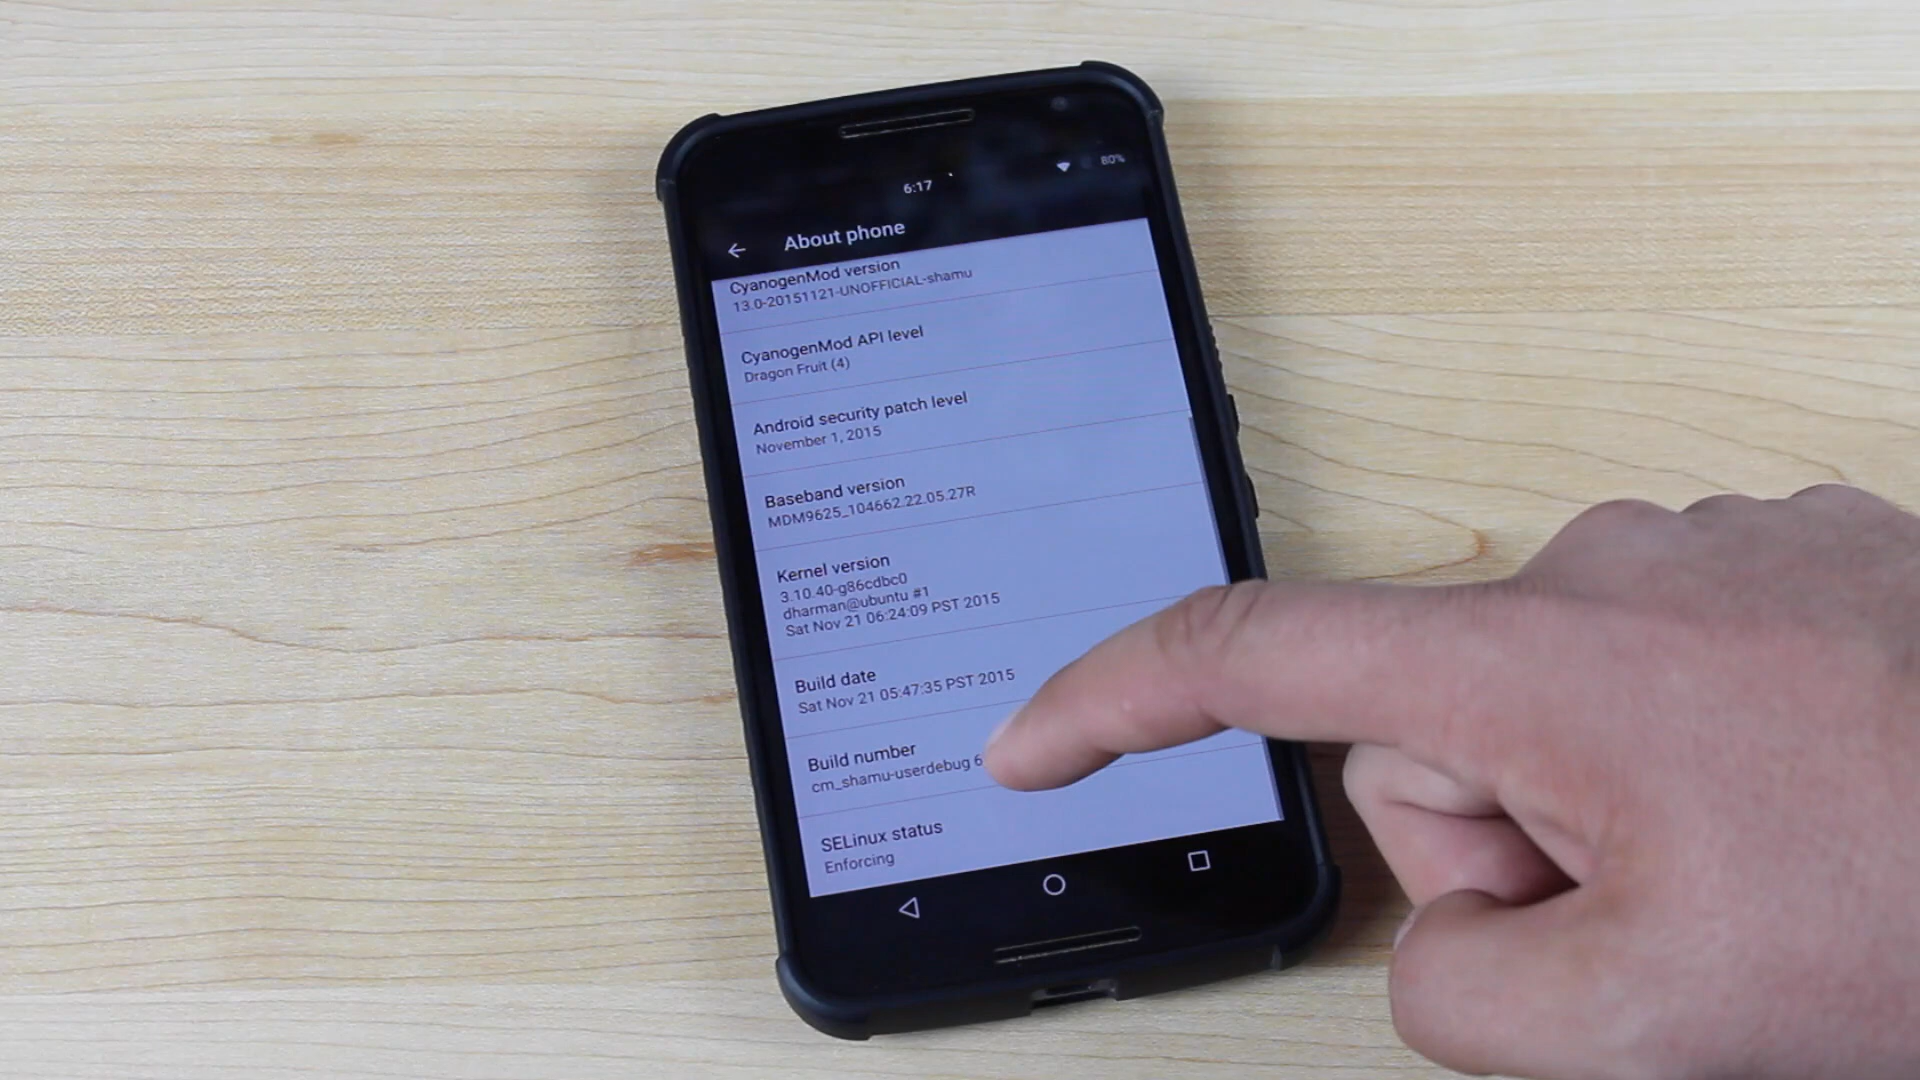 6:17
80%
About phone
CyanogenMod version
13.0-20151121-UNOFFICIAL-shamu
CyanogenMod API level
Dragon Fruit (4)
Android security patch level
November 1, 2015
Baseband version
MDM9625_104662.22.05.27R
Kernel version
3.10.40-g86cdbc0
dharman@ubuntu #1
Sat Nov 21 06:24:09 PST 2015
Build date
Sat Nov 21 05:47:35 PST 2015
Build number
cm_shamu-userdebug 6
SELinux status
Enforcing